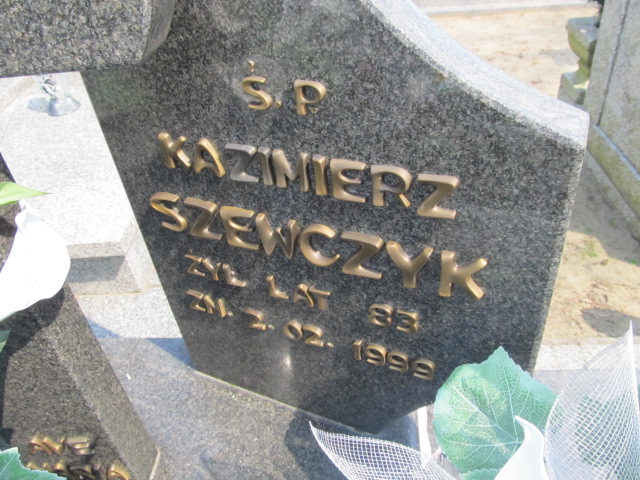 Ś.P.
KAZIMIERZ
SZEWCZYK
ŻYŁ LAT 83
ZM. 2. 02. 1999